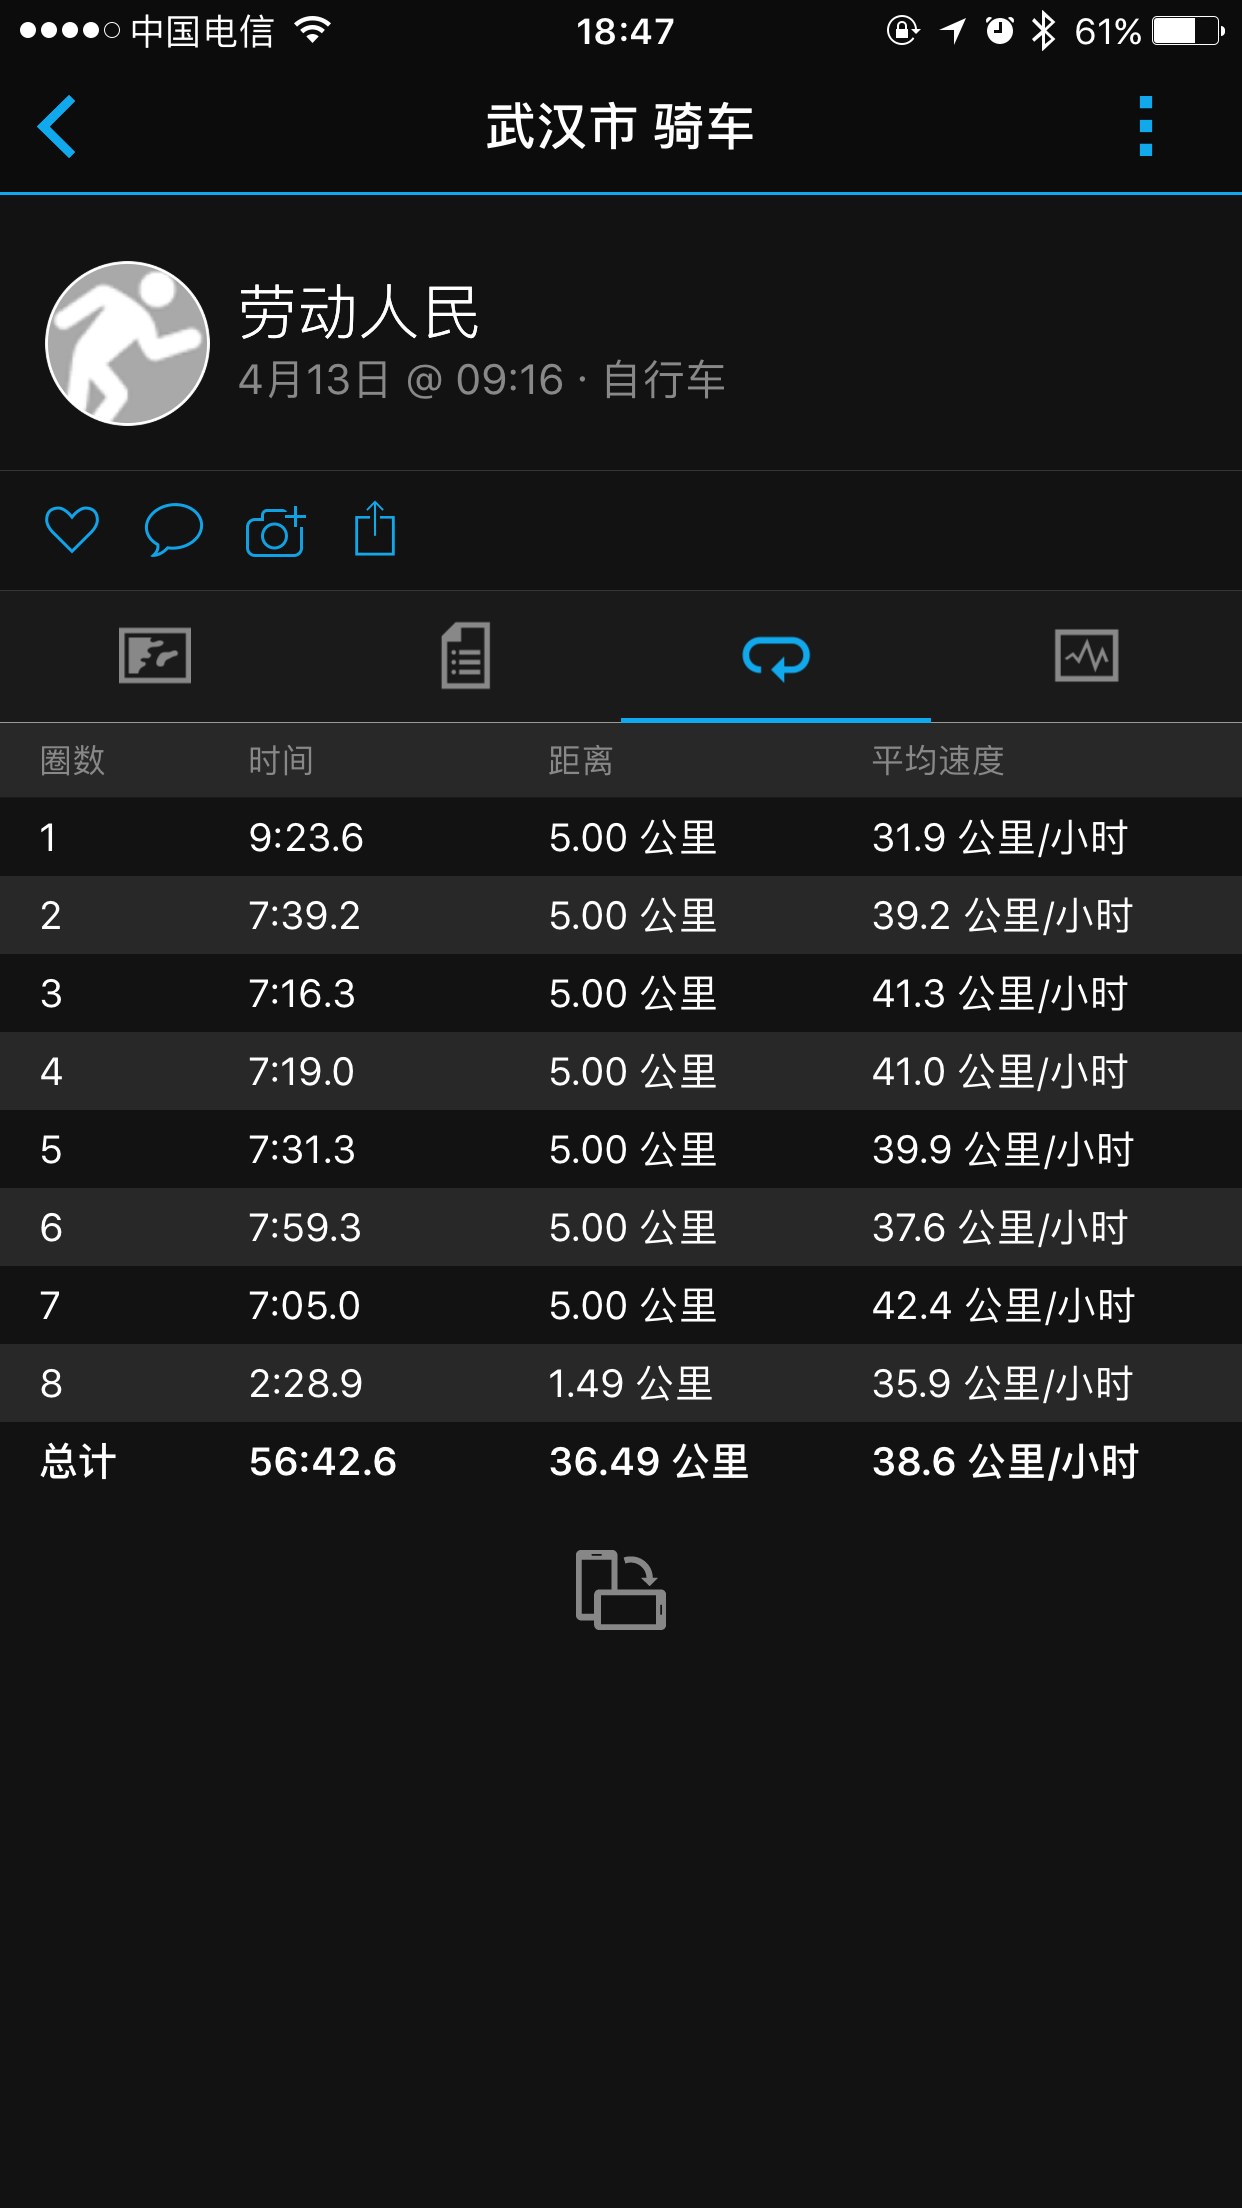 中国电信 18:47 61%
武汉市 骑车
劳动人民
4月13日 @ 09:16 · 自行车
圈数 时间 距离 平均速度
1 9:23.6 5.00 公里 31.9 公里/小时
2 7:39.2 5.00 公里 39.2 公里/小时
3 7:16.3 5.00 公里 41.3 公里/小时
4 7:19.0 5.00 公里 41.0 公里/小时
5 7:31.3 5.00 公里 39.9 公里/小时
6 7:59.3 5.00 公里 37.6 公里/小时
7 7:05.0 5.00 公里 42.4 公里/小时
8 2:28.9 1.49 公里 35.9 公里/小时
总计 56:42.6 36.49 公里 38.6 公里/小时